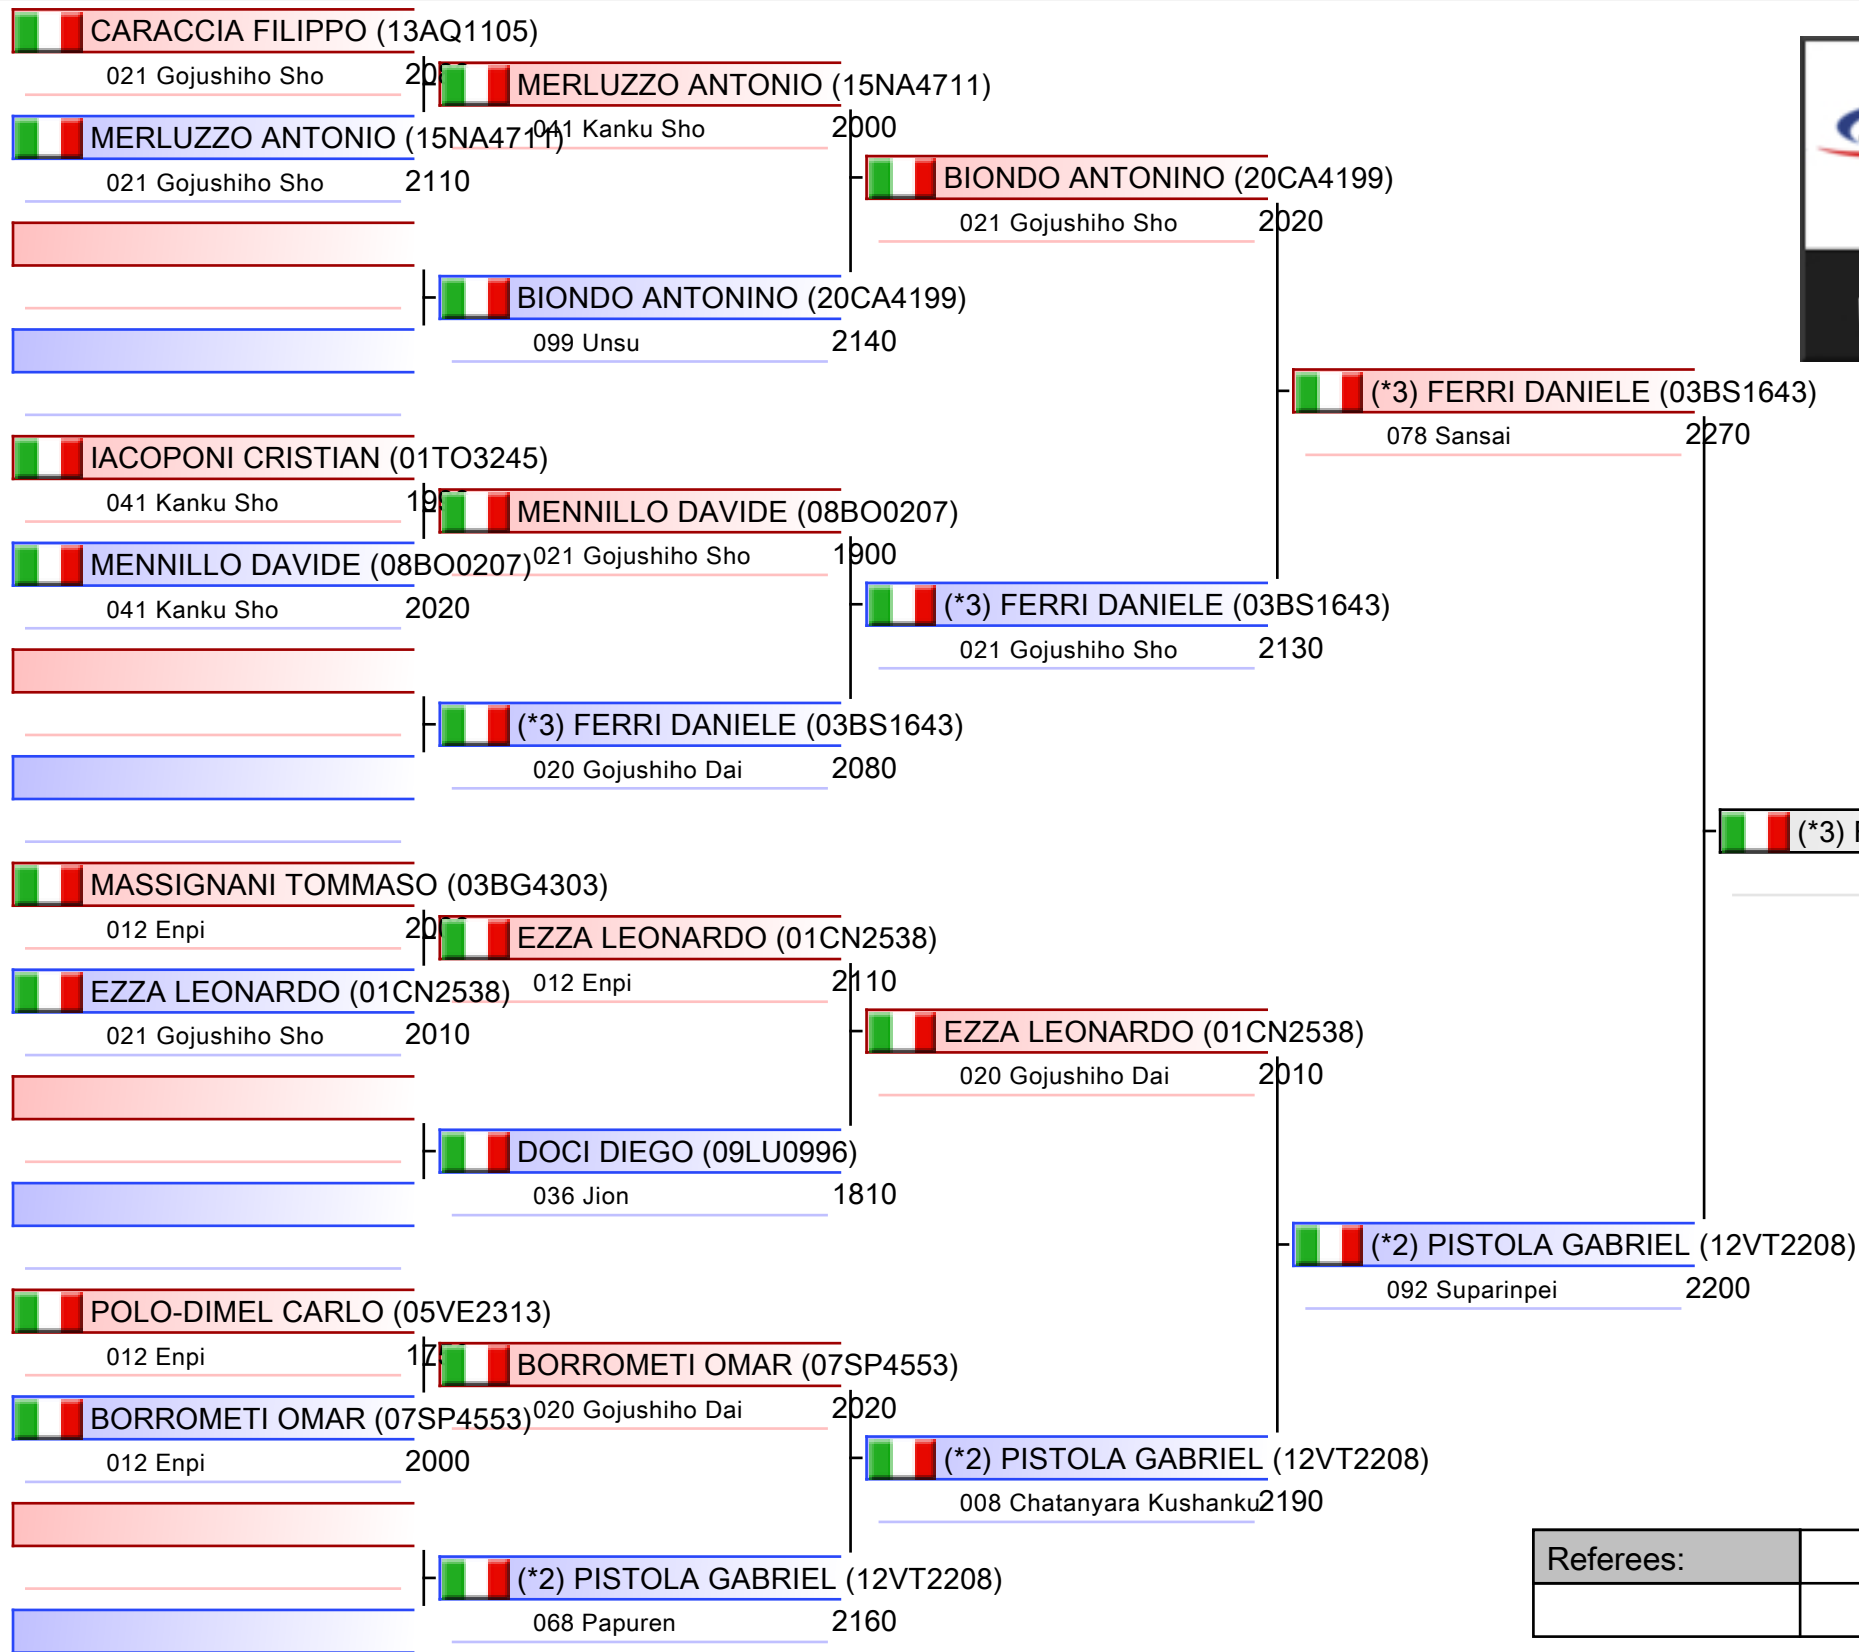 CARACCIA FILIPPO (13AQ1105)
021 Gojushiho Sho
MERLUZZO ANTONIO (15NA4711)
021 Gojushiho Sho 2110
IACOPONI CRISTIAN (01TO3245)
041 Kanku Sho
MENNILLO DAVIDE (08BO0207)
041 Kanku Sho 2020
MASSIGNANI TOMMASO (03BG4303)
012 Enpi
EZZA LEONARDO (01CN2538)
021 Gojushiho Sho 2010
POLO-DIMEL CARLO (05VE2313)
012 Enpi
BORROMETI OMAR (07SP4553)
012 Enpi 2000
MERLUZZO ANTONIO (15NA4711)
041 Kanku Sho 2000
BIONDO ANTONINO (20CA4199)
099 Unsu 2140
MENNILLO DAVIDE (08BO0207)
021 Gojushiho Sho 1900
(*3) FERRI DANIELE (03BS1643)
020 Gojushiho Dai 2080
EZZA LEONARDO (01CN2538)
012 Enpi 2110
DOCI DIEGO (09LU0996)
036 Jion 1810
BORROMETI OMAR (07SP4553)
020 Gojushiho Dai 2020
(*2) PISTOLA GABRIEL (12VT2208)
068 Papuren 2160
BIONDO ANTONINO (20CA4199)
021 Gojushiho Sho 2020
(*3) FERRI DANIELE (03BS1643)
021 Gojushiho Sho 2130
EZZA LEONARDO (01CN2538)
020 Gojushiho Dai 2010
(*2) PISTOLA GABRIEL (12VT2208)
008 Chatanyara Kushanku 2190
(*3) FERRI DANIELE (03BS1643)
078 Sansai 2270
(*2) PISTOLA GABRIEL (12VT2208)
092 Suparinpei 2200
(*3)
Referees: